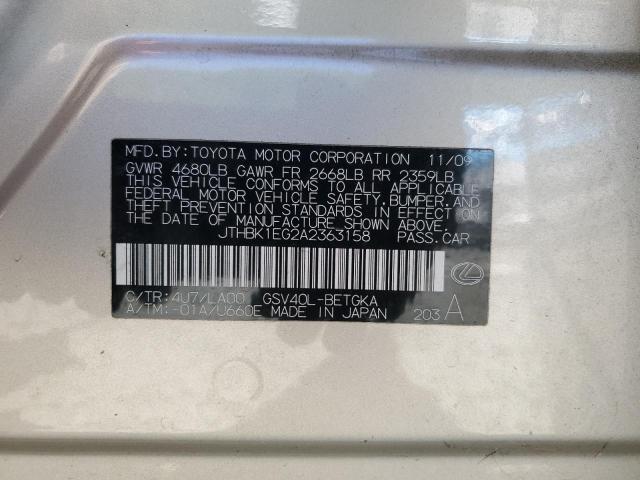 MFD.BY:TOYOTA MOTOR CORPORATION 11/09
GVWR 4680LB GAWR FR 2668LB RR 2359LB
THIS VEHICLE CONFORMS TO ALL APPLICABLE
FEDERAL MOTOR VEHICLE SAFETY,BUMPER,AND
THEFT PREVENTION STANDARDS IN EFFECT ON
THE DATE OF MANUFACTURE SHOWN ABOVE.
JTHBK1EG2A2363158 PASS.CAR
C/TR:4U7/LA00 GSV40L-BETGKA
A/TM:-01A/U660E MADE IN JAPAN 203 A